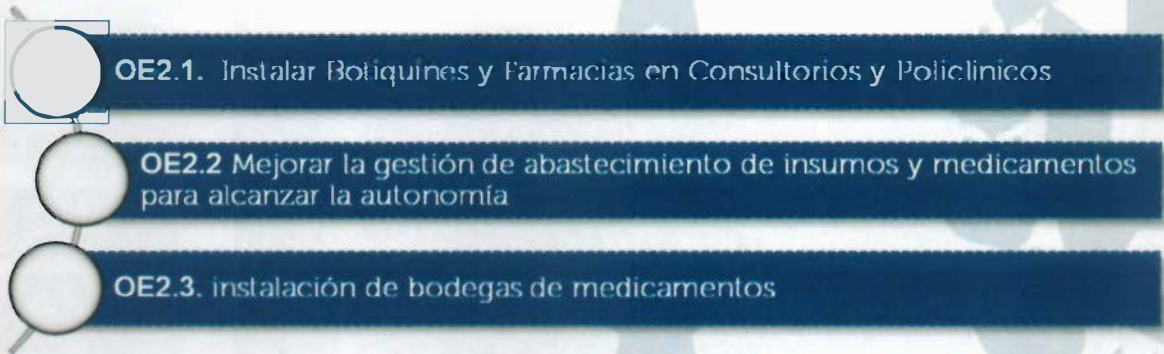 OE2.1. Instalar Botiquines y Farmacias en Consultorios y Policlinicos
OE2.2 Mejorar la gestión de abastecimiento de insumos y medicamentos
para alcanzar la autonomía
OE2.3. instalación de bodegas de medicamentos